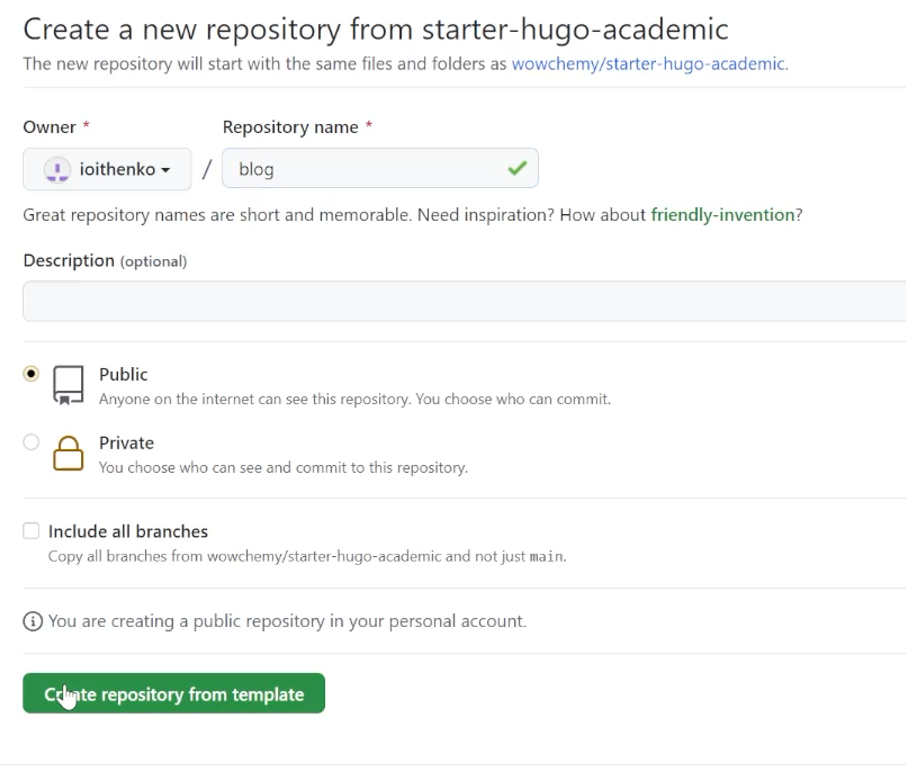 Create a new repository from starter-hugo-academic
The new repository will start with the same files and folders as wowchemy/starter-hugo-academic.
Owner * Repository name *
ioithenko / blog
Great repository names are short and memorable. Need inspiration? How about friendly-invention?
Description (optional)
Public
Anyone on the internet can see this repository. You choose who can commit.
Private
You choose who can see and commit to this repository.
Include all branches
Copy all branches from wowchemy/starter-hugo-academic and not just main.
You are creating a public repository in your personal account.
Create repository from template